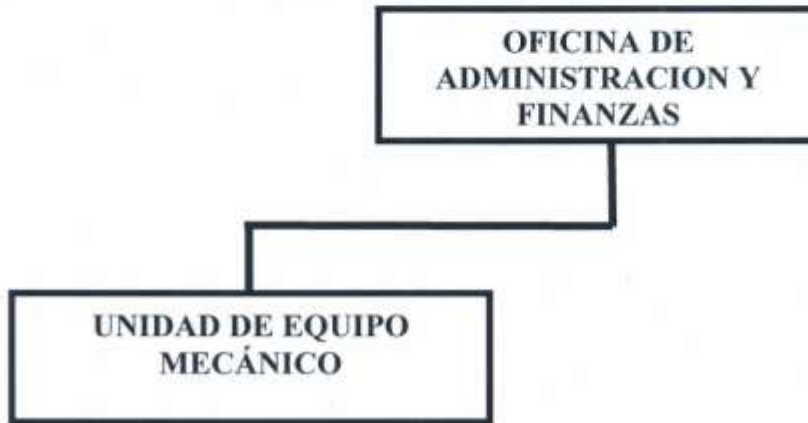 OFICINA DE
ADMINISTRACION Y
FINANZAS
UNIDAD DE EQUIPO
MECÁNICO